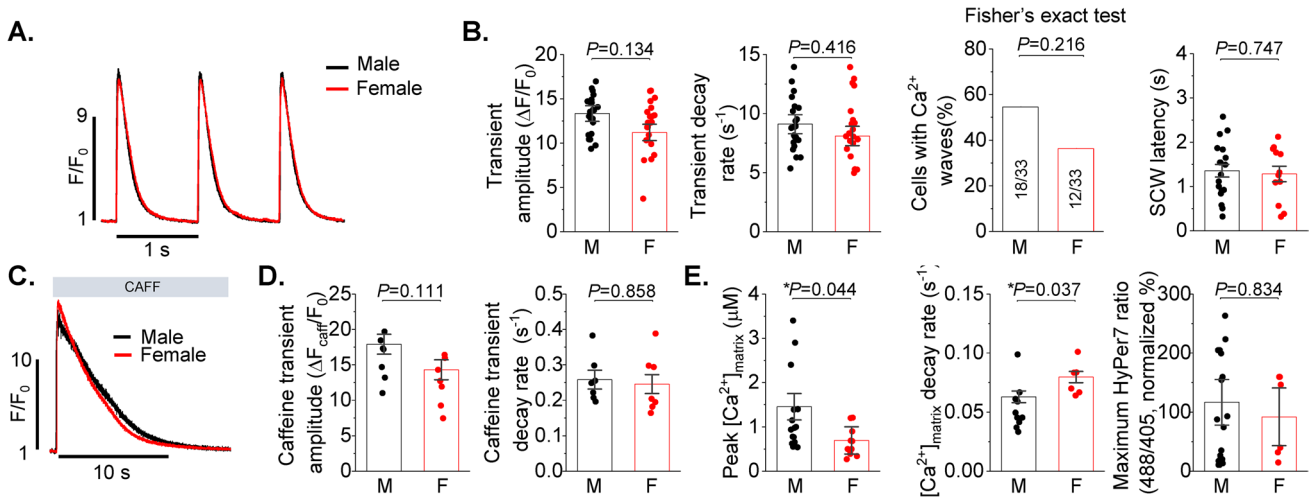 A.
Male
Female
9
F/F0
1
1 s
B.
P=0.134
Transient
amplitude (ΔF/F0)
20
15
10
5
0
M
F
P=0.416
Transient decay
rate (s-1)
15
10
5
0
M
F
Fisher's exact test
P=0.216
Cells with Ca2+
waves(%)
80
60
40
20
0
18/33
12/33
M
F
P=0.747
SCW latency (s)
4
3
2
1
0
M
F
C.
CAFF
Male
Female
10
F/F0
1
10 s
D.
P=0.111
Caffeine transient
amplitude (ΔFcaff/F0)
25
20
15
10
5
0
M
F
P=0.858
Caffeine transient
decay rate (s-1)
0.5
0.4
0.3
0.2
0.1
0.0
M
F
E.
*P=0.044
Peak [Ca2+]matrix (μM)
4
3
2
1
0
M
F
*P=0.037
[Ca2+]matrix decay rate (s-1)
0.15
0.10
0.05
0.00
M
F
P=0.834
Maximum HyPer7 ratio
(488/405, normalized %)
300
200
100
0
M
F